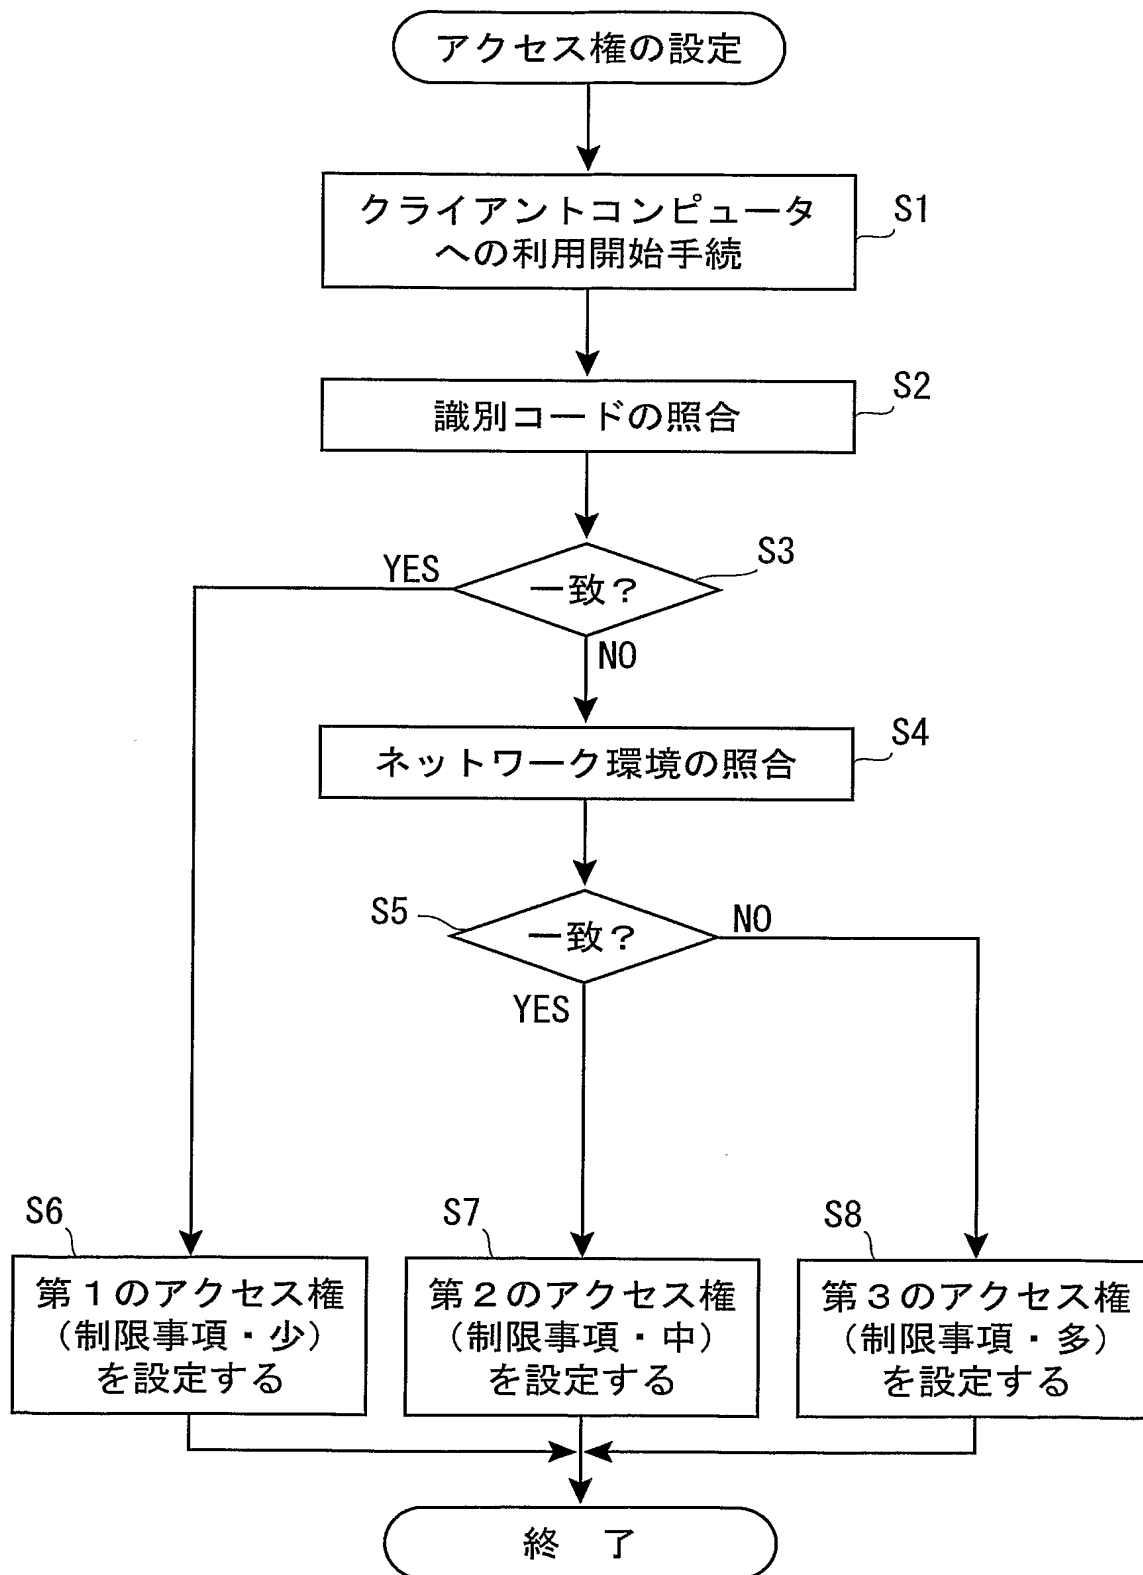 アクセス権の設定
クライアントコンピュータ
への利用開始手続
S1
識別コードの照合
S2
一致?
S3
YES
NO
ネットワーク環境の照合
S4
一致?
S5
NO
YES
S6
第1のアクセス権
(制限事項・少)
を設定する
S7
第2のアクセス権
(制限事項・中)
を設定する
S8
第3のアクセス権
(制限事項・多)
を設定する
終 了